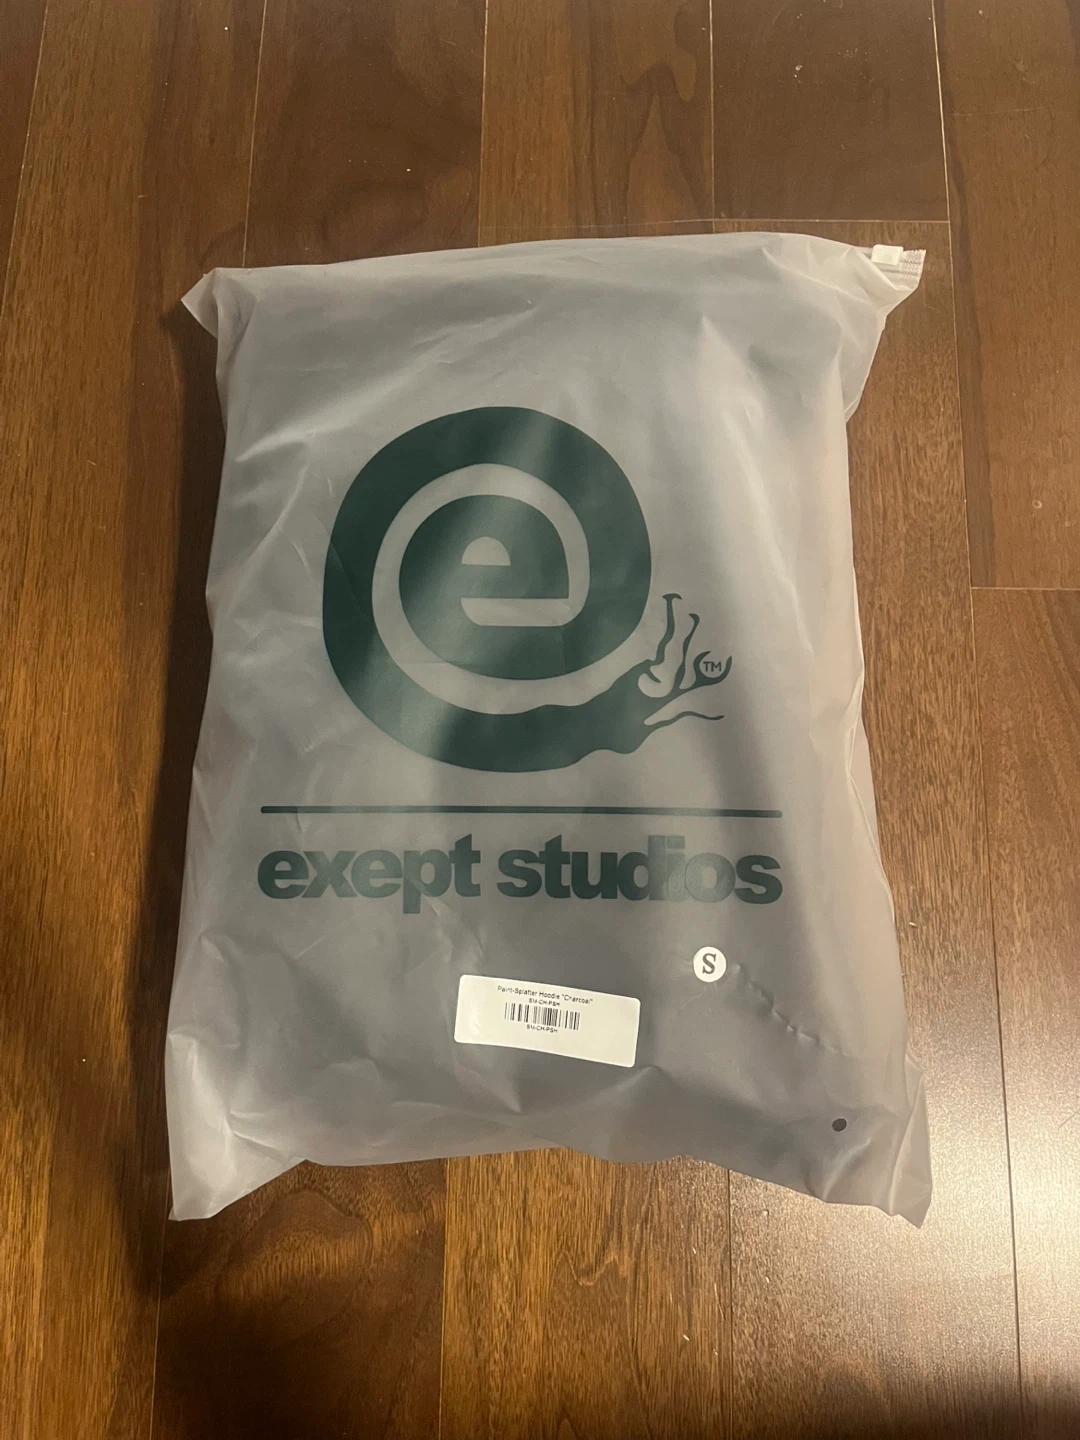 e
TM
exept studios
S
Paint-Splatter Hoodie "Charcoal"
SM-CH-PSH
SM-CH-PSH